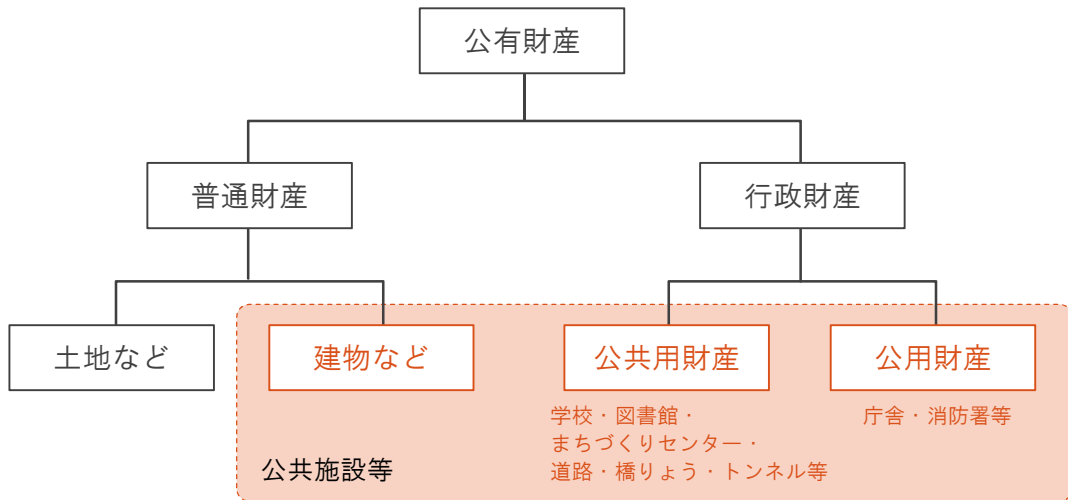 公有財産
普通財産
行政財産
土地など
建物など
公共用財産
公用財産
学校・図書館・
まちづくりセンター・
道路・橋りょう・トンネル等
庁舎・消防署等
公共施設等